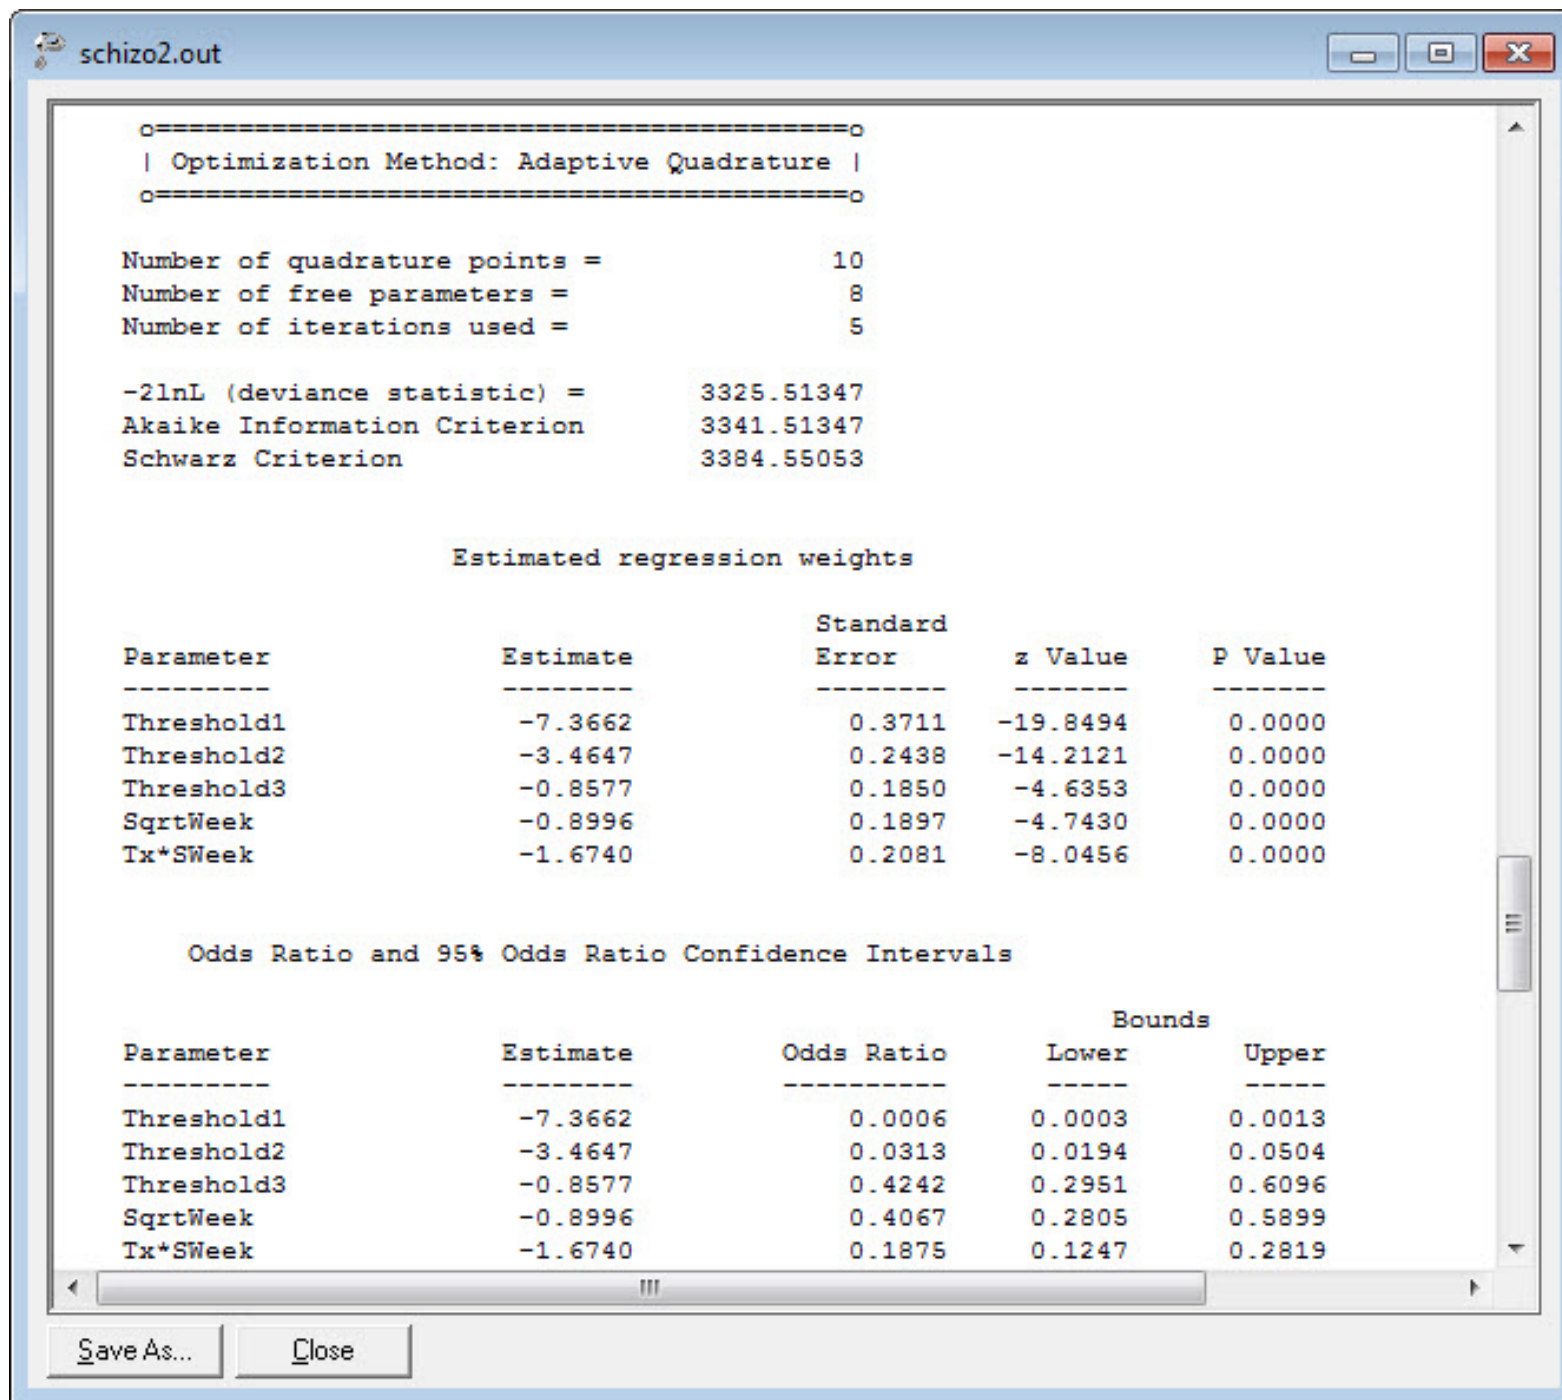 schizo2.out
o==========================================o
| Optimization Method: Adaptive Quadrature |
o==========================================o
Number of quadrature points = 10
Number of free parameters = 8
Number of iterations used = 5
-2lnL (deviance statistic) = 3325.51347
Akaike Information Criterion 3341.51347
Schwarz Criterion 3384.55053
Estimated regression weights
Standard
Parameter Estimate Error z Value P Value
--------- -------- -------- ------- -------
Threshold1 -7.3662 0.3711 -19.8494 0.0000
Threshold2 -3.4647 0.2438 -14.2121 0.0000
Threshold3 -0.8577 0.1850 -4.6353 0.0000
SqrtWeek -0.8996 0.1897 -4.7430 0.0000
Tx*SWeek -1.6740 0.2081 -8.0456 0.0000
Odds Ratio and 95% Odds Ratio Confidence Intervals
Bounds
Parameter Estimate Odds Ratio Lower Upper
--------- -------- ---------- ----- -----
Threshold1 -7.3662 0.0006 0.0003 0.0013
Threshold2 -3.4647 0.0313 0.0194 0.0504
Threshold3 -0.8577 0.4242 0.2951 0.6096
SqrtWeek -0.8996 0.4067 0.2805 0.5899
Tx*SWeek -1.6740 0.1875 0.1247 0.2819
Save As... Close